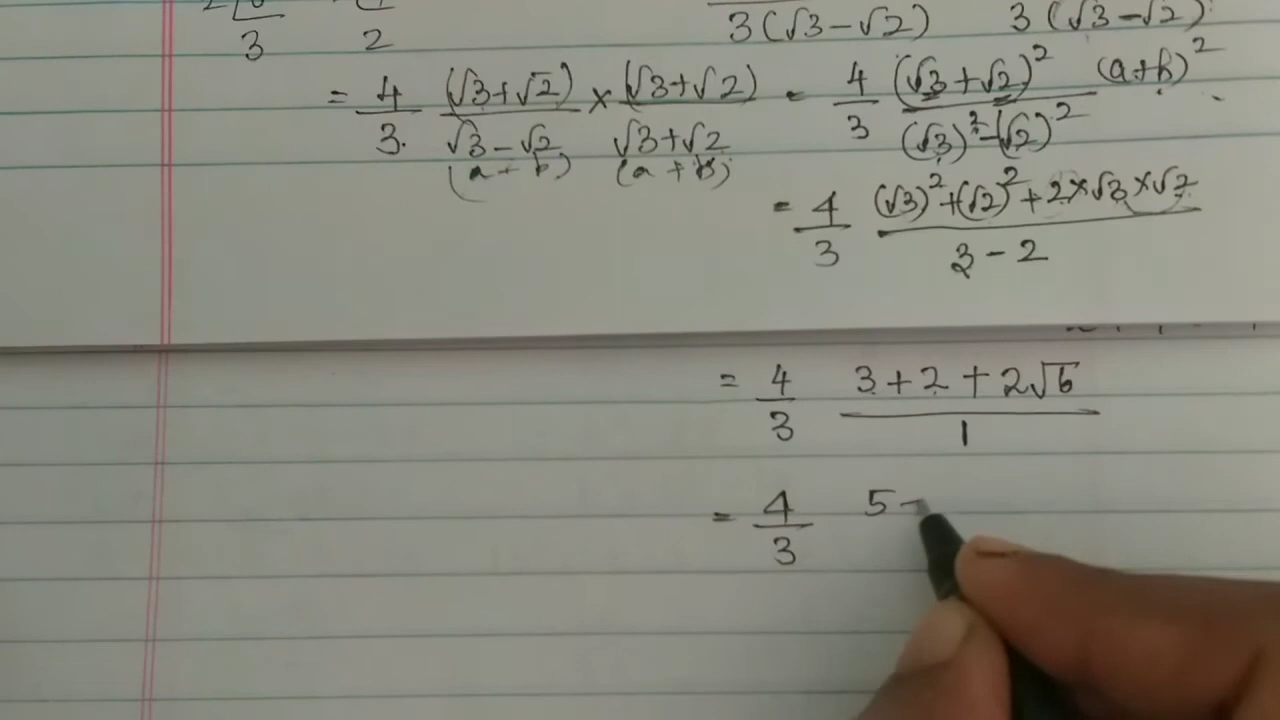 3 2 3(√3-√2) 3(√3-√2)
= 4/3 (√3+√2)/(√3-√2) × (√3+√2)/(√3+√2) = 4/3 (√3+√2)²/((√3)²-(√2)²) (a+b)²
(a-b) (a+b)
= 4/3 ((√3)²+(√2)²+2×√3×√2)/(3-2)
= 4/3 (3+2+2√6)/1
= 4/3 5-